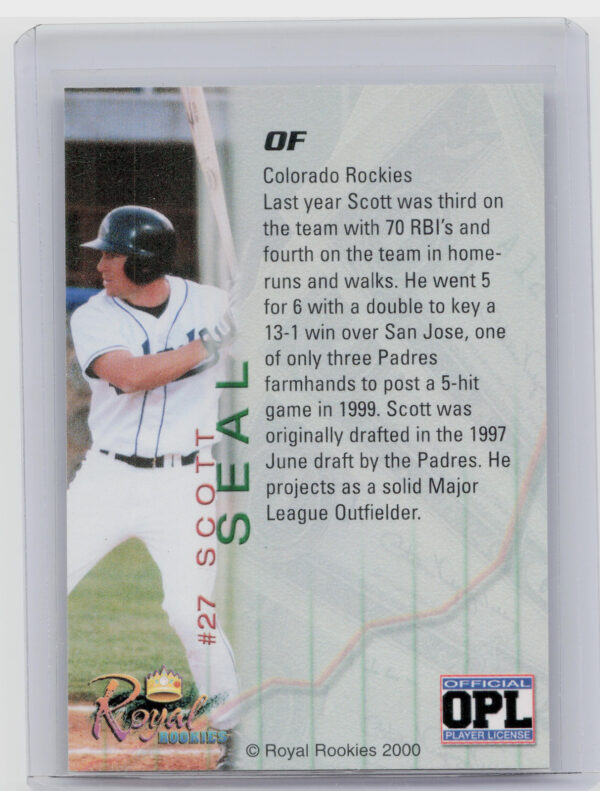 OF
Colorado Rockies
Last year Scott was third on
the team with 70 RBI's and
fourth on the team in home-
runs and walks. He went 5
for 6 with a double to key a
13-1 win over San Jose, one
of only three Padres
farmhands to post a 5-hit
game in 1999. Scott was
originally drafted in the 1997
June draft by the Padres. He
projects as a solid Major
League Outfielder.
#27 SCOTT
SEAL
Royal
ROOKIES
© Royal Rookies 2000
OFFICIAL
OPL
PLAYER LICENSE